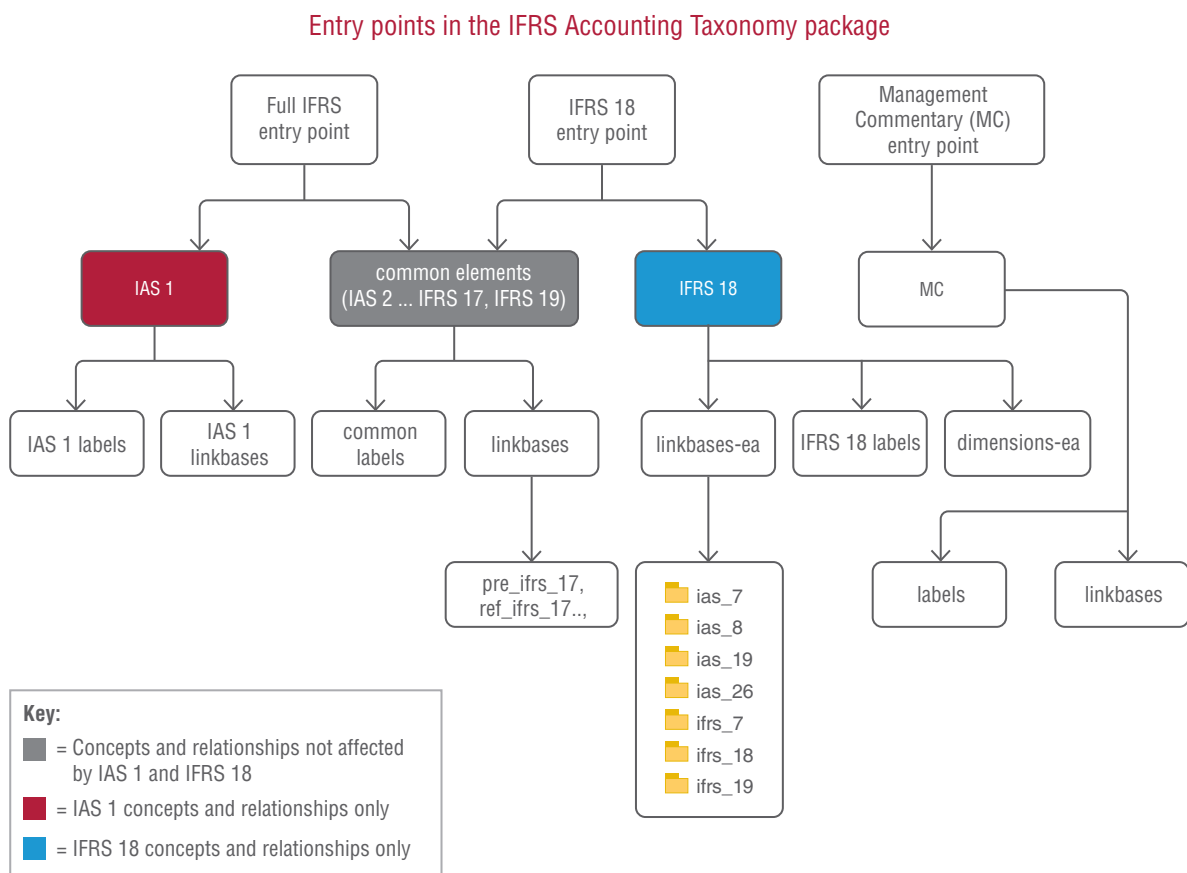 Entry points in the IFRS Accounting Taxonomy package
Full IFRS
entry point
IFRS 18
entry point
Management
Commentary (MC)
entry point
IAS 1
common elements
(IAS 2 ... IFRS 17, IFRS 19)
IFRS 18
MC
IAS 1 labels
IAS 1
linkbases
common
labels
linkbases
linkbases-ea
IFRS 18 labels
dimensions-ea
pre_ifrs_17,
ref_ifrs_17..,
ias_7
ias_8
ias_19
ias_26
ifrs_7
ifrs_18
ifrs_19
labels
linkbases
Key:
= Concepts and relationships not affected
by IAS 1 and IFRS 18
= IAS 1 concepts and relationships only
= IFRS 18 concepts and relationships only